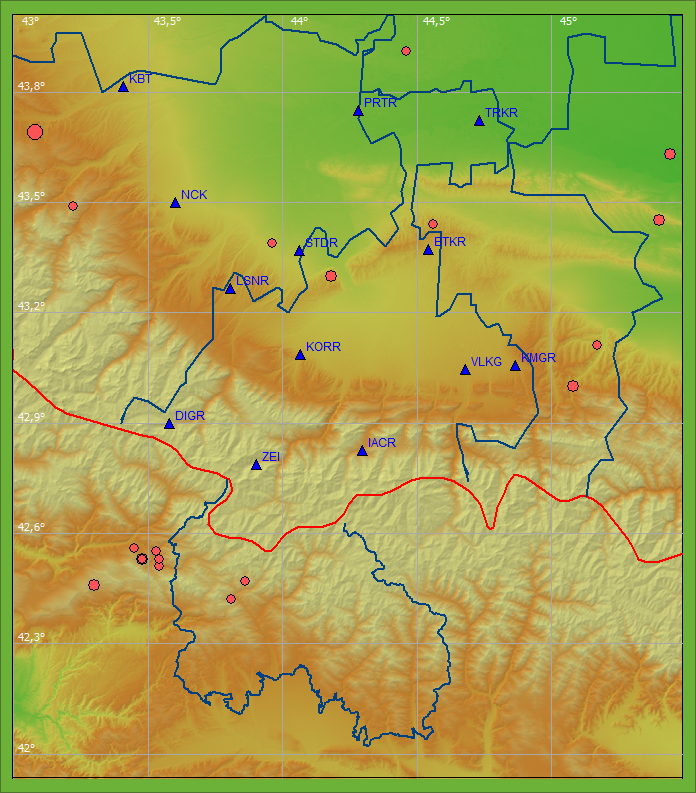 43° 43,5° 44,5° 45°
KBT
43,8°
PRTR
TRKR
NCK
43,5°
STDR
BTKR
LSNR
43,2°
KORR
VLKG
KMGR
42,9°
DIGR
IACR
ZEI
42,6°
42,3°
42°